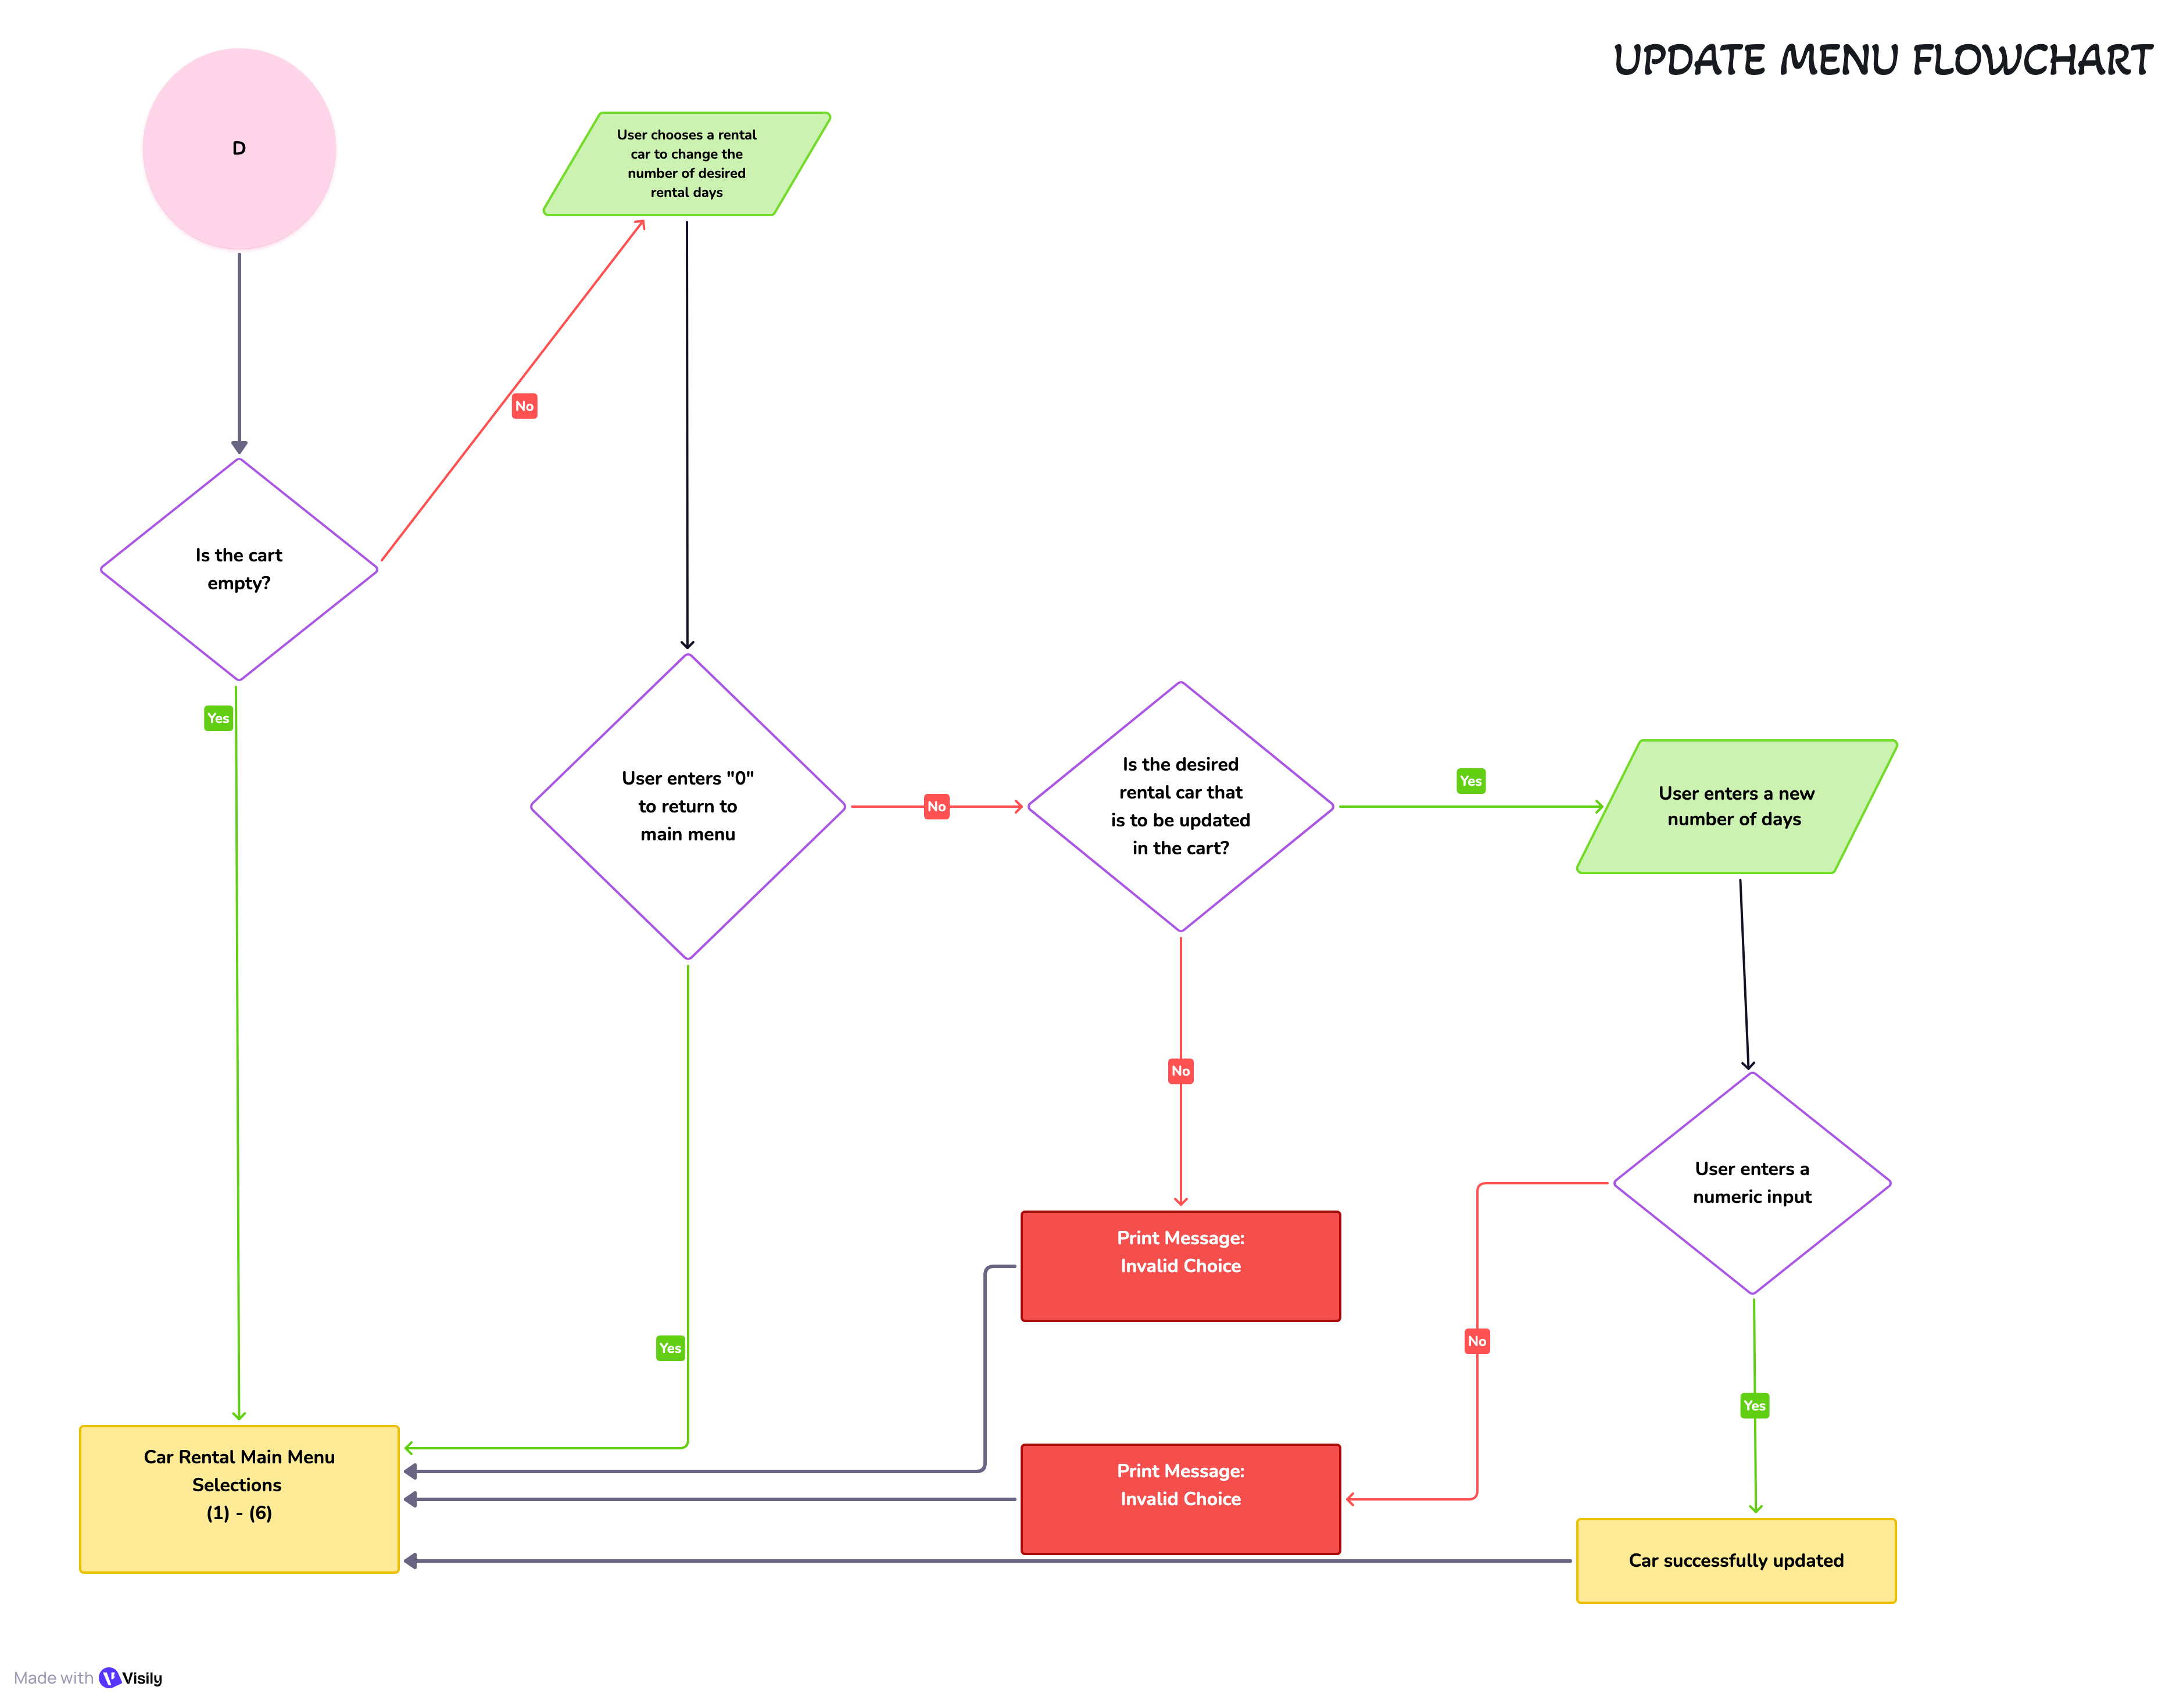 UPDATE MENU FLOWCHART
D
User chooses a rental
car to change the
number of desired
rental days
No
Is the cart
empty?
Yes
User enters "0"
to return to
main menu
No
Is the desired
rental car that
is to be updated
in the cart?
Yes
User enters a new
number of days
No
User enters a
numeric input
Print Message:
Invalid Choice
No
Yes
Yes
Car Rental Main Menu
Selections
(1) - (6)
Print Message:
Invalid Choice
Car successfully updated
Made with Visily